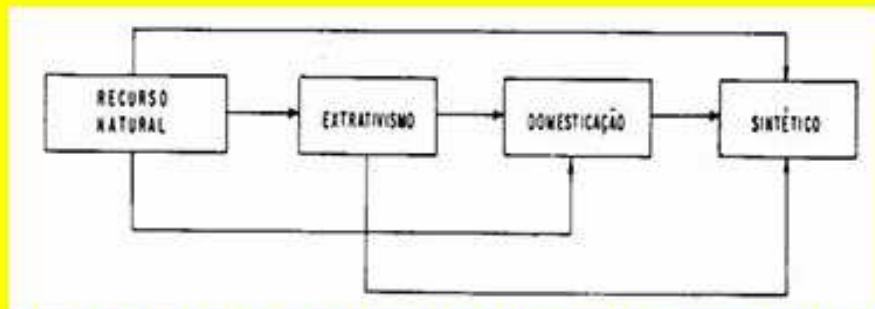 RECURSO
NATURAL
EXTRATIVISMO
DOMESTICAÇÃO
SINTÉTICO